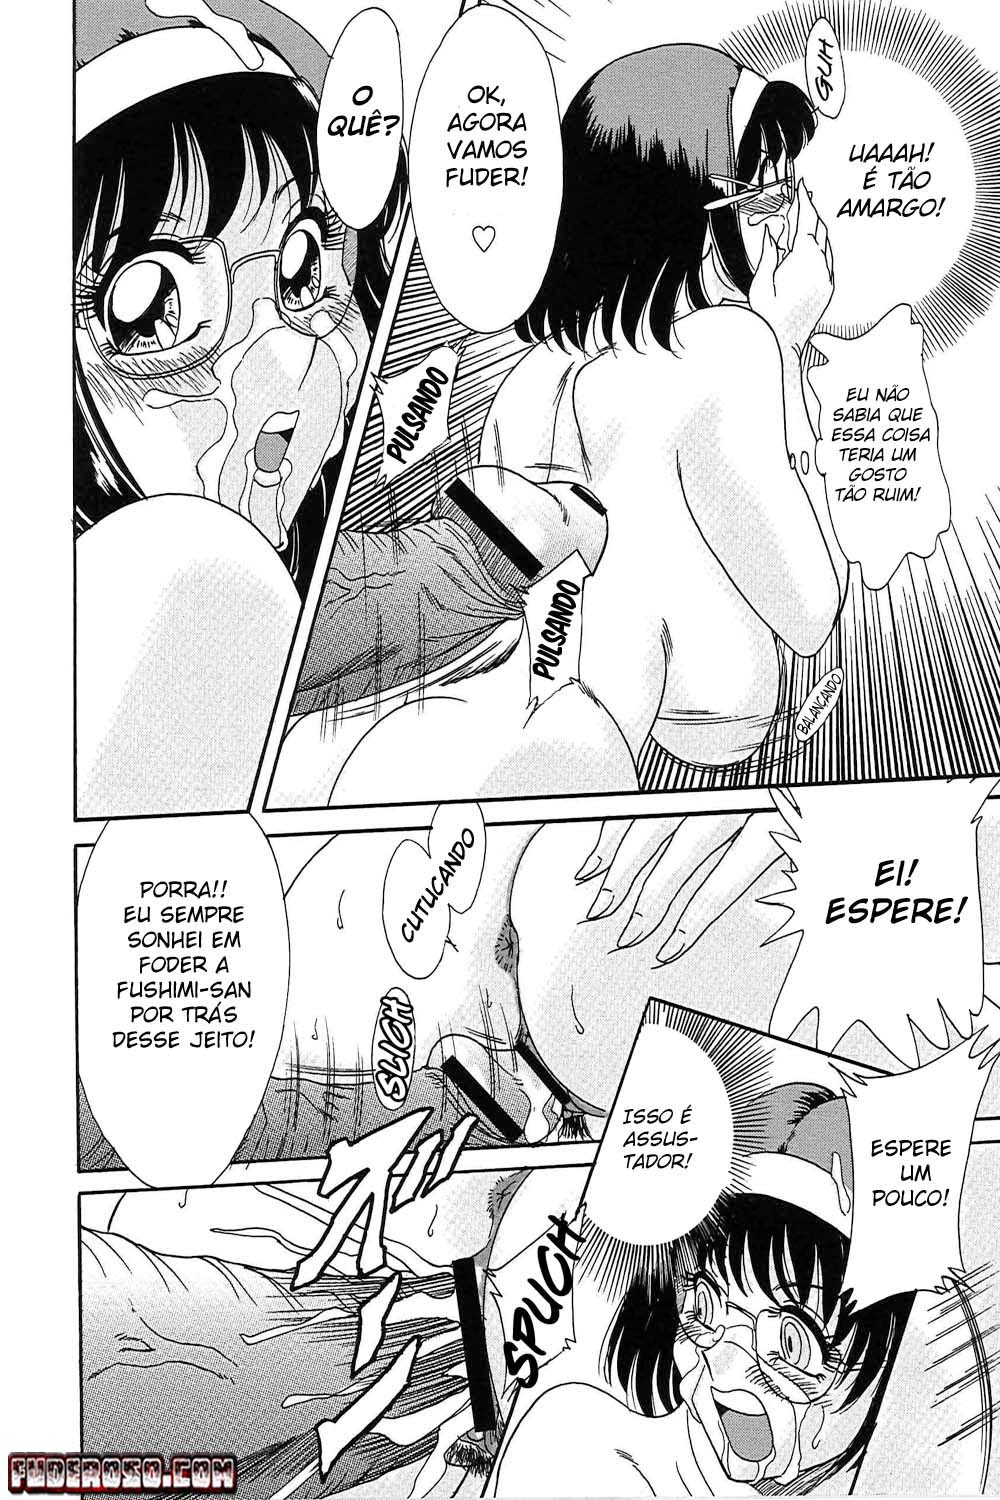 GUH
UAAAH!
É TÃO
AMARGO!
EU NÃO
SABIA QUE
ESSA COISA
TERIA UM
GOSTO
TÃO RUIM!
OK,
AGORA
VAMOS
FUDER!
♡
PULSANDO
PULSANDO
BALANÇANDO
O
QUÊ?
EI!
ESPERE!
CUTUCANDO
SLICH
PORRA!!
EU SEMPRE
SONHEI EM
FODER A
FUSHIMI-SAN
POR TRÁS
DESSE JEITO!
ESPERE
UM
POUCO!
ISSO É
ASSUS-
TADOR!
SPUCH
FUDEROSO.COM